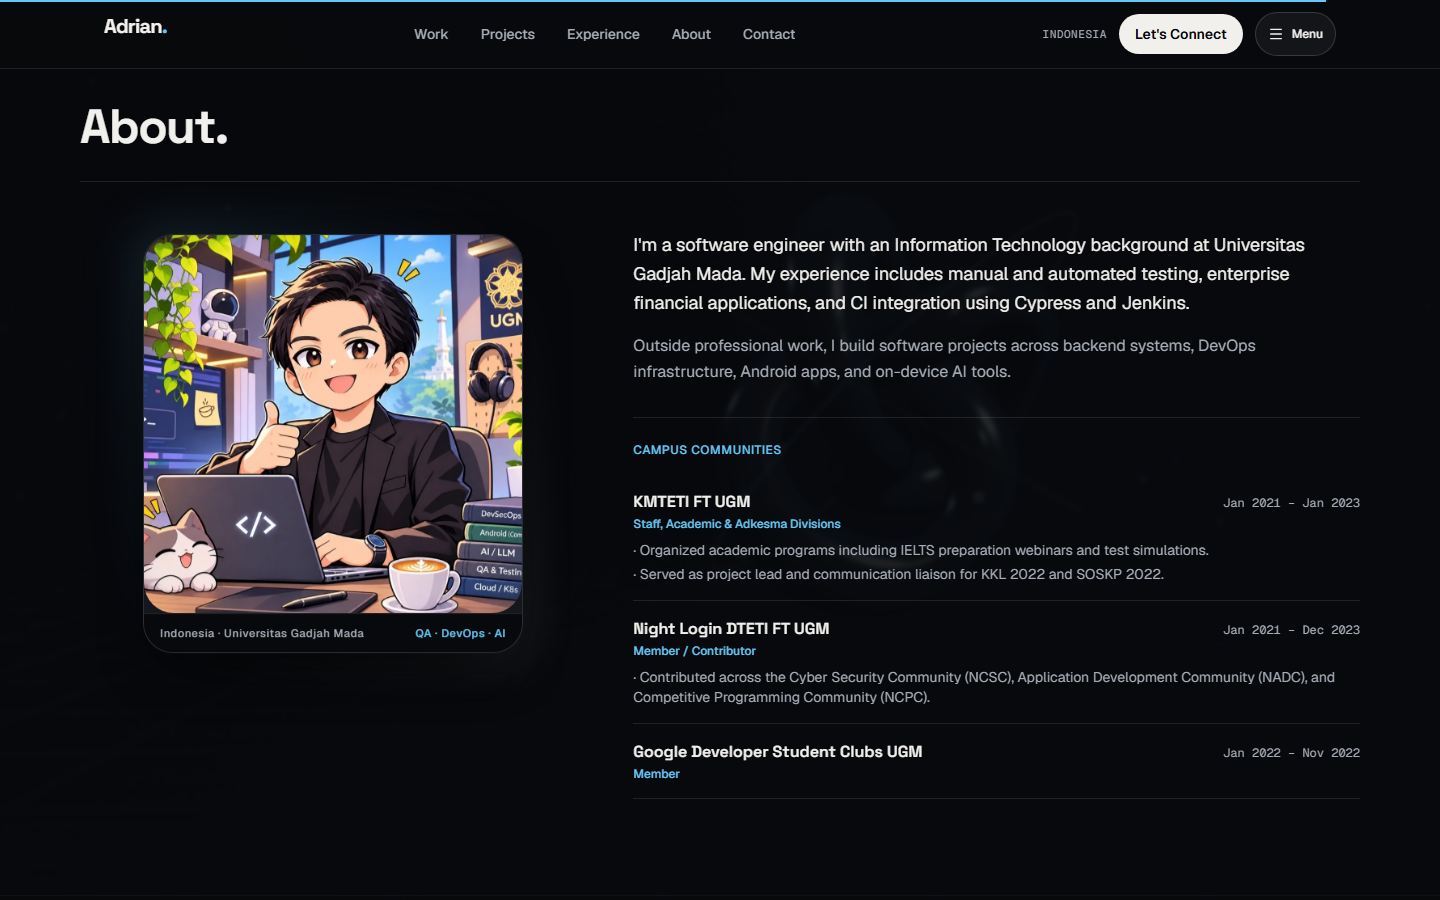 Adrian.
Work
Projects
Experience
About
Contact
INDONESIA
Let's Connect
Menu
About.
UGM
</>
DevSecOps
Android
AI / LLM
QA & Testin
Cloud / K8s
Indonesia · Universitas Gadjah Mada
QA · DevOps · AI
I'm a software engineer with an Information Technology background at Universitas
Gadjah Mada. My experience includes manual and automated testing, enterprise
financial applications, and CI integration using Cypress and Jenkins.
Outside professional work, I build software projects across backend systems, DevOps
infrastructure, Android apps, and on-device AI tools.
CAMPUS COMMUNITIES
KMTETI FT UGM
Jan 2021 – Jan 2023
Staff, Academic & Adkesma Divisions
· Organized academic programs including IELTS preparation webinars and test simulations.
· Served as project lead and communication liaison for KKL 2022 and SOSKP 2022.
Night Login DTETI FT UGM
Jan 2021 – Dec 2023
Member / Contributor
· Contributed across the Cyber Security Community (NCSC), Application Development Community (NADC), and
Competitive Programming Community (NCPC).
Google Developer Student Clubs UGM
Jan 2022 – Nov 2022
Member